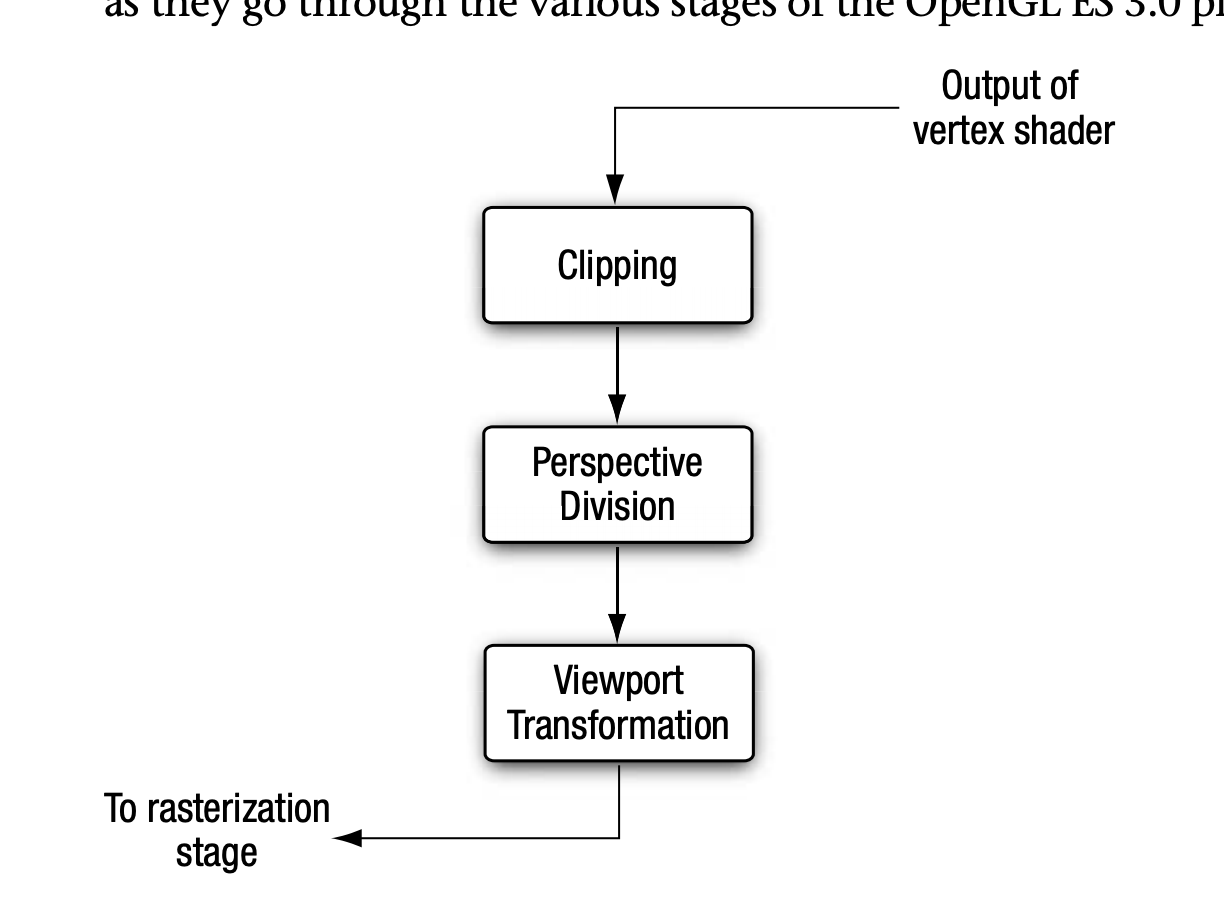 as they go through the various stages of the OpenGL ES 3.0
Output of
vertex shader
Clipping
Perspective
Division
Viewport
Transformation
To rasterization
stage